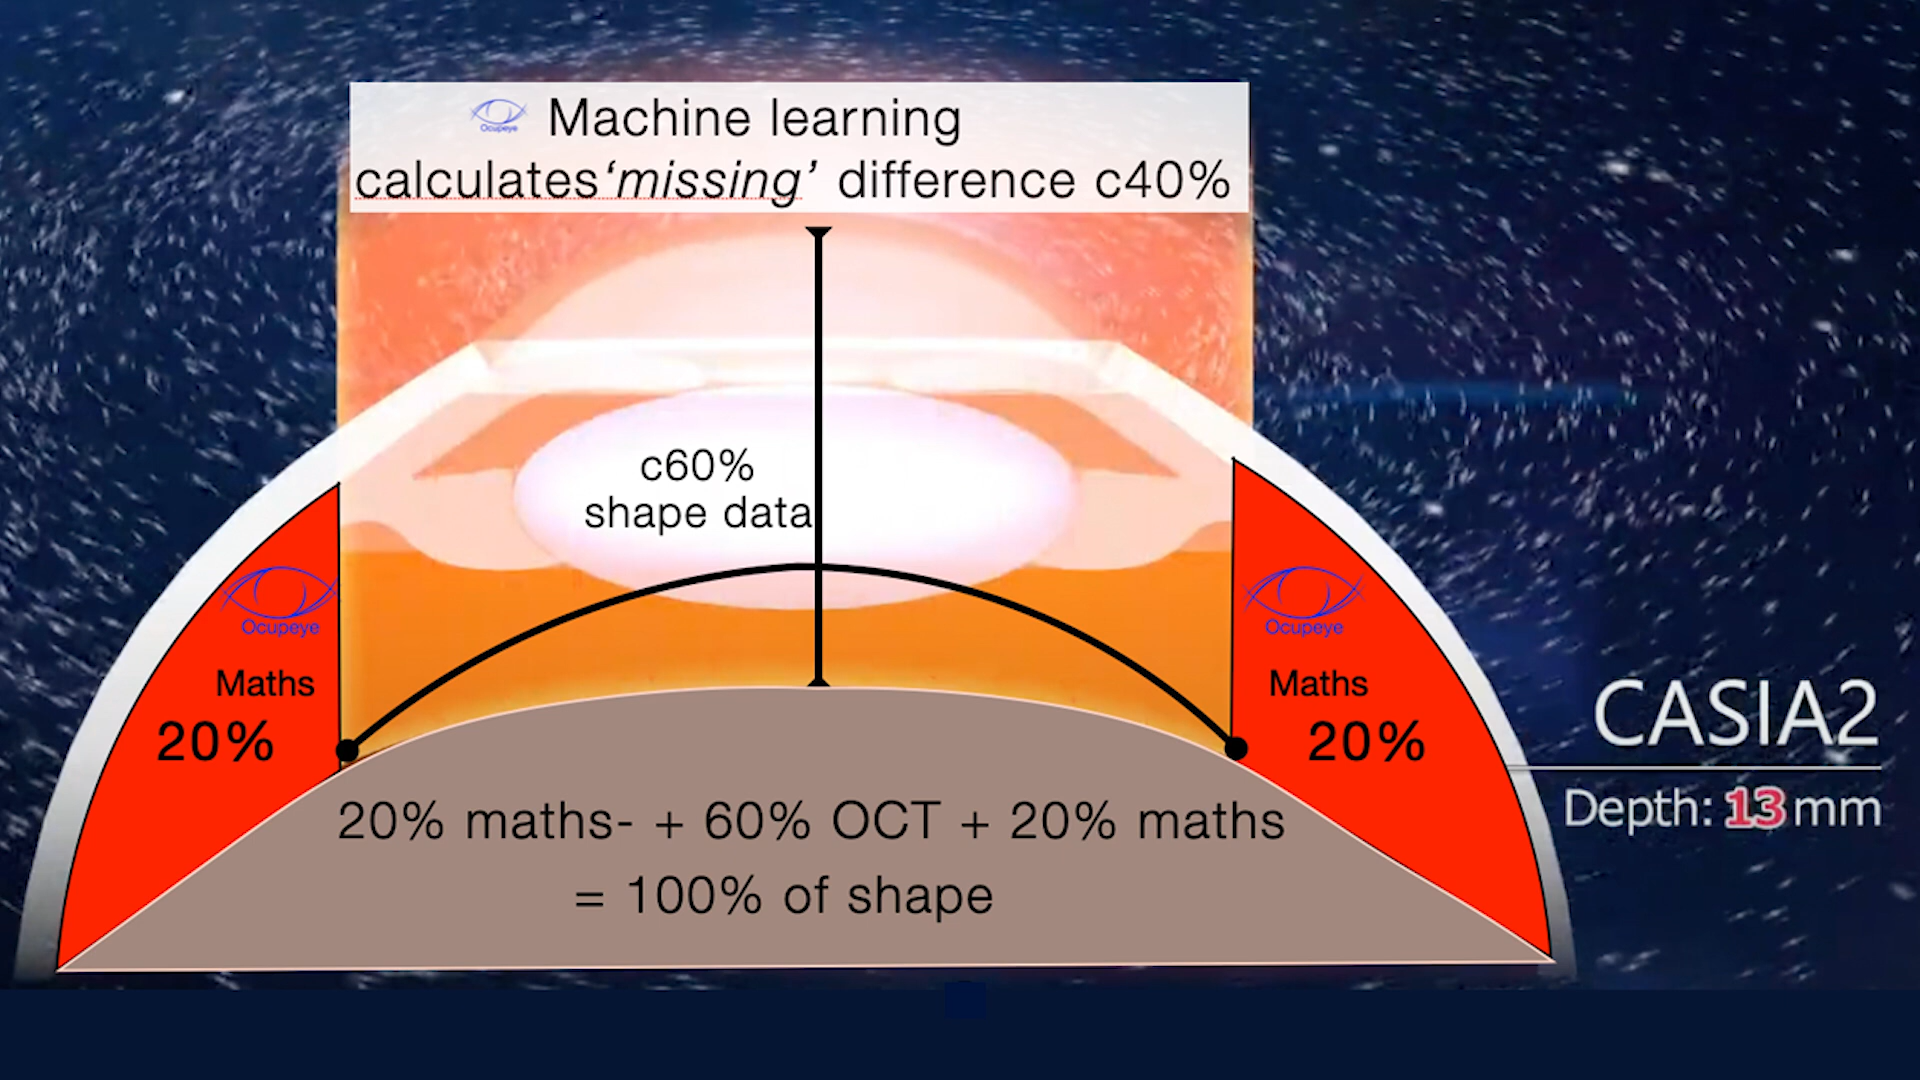 Ocupeye
Machine learning
calculates‘missing’ difference c40%
c60%
shape data
Ocupeye
Maths
20%
Ocupeye
Maths
20%
CASIA2
Depth: 13 mm
20% maths- + 60% OCT + 20% maths
= 100% of shape